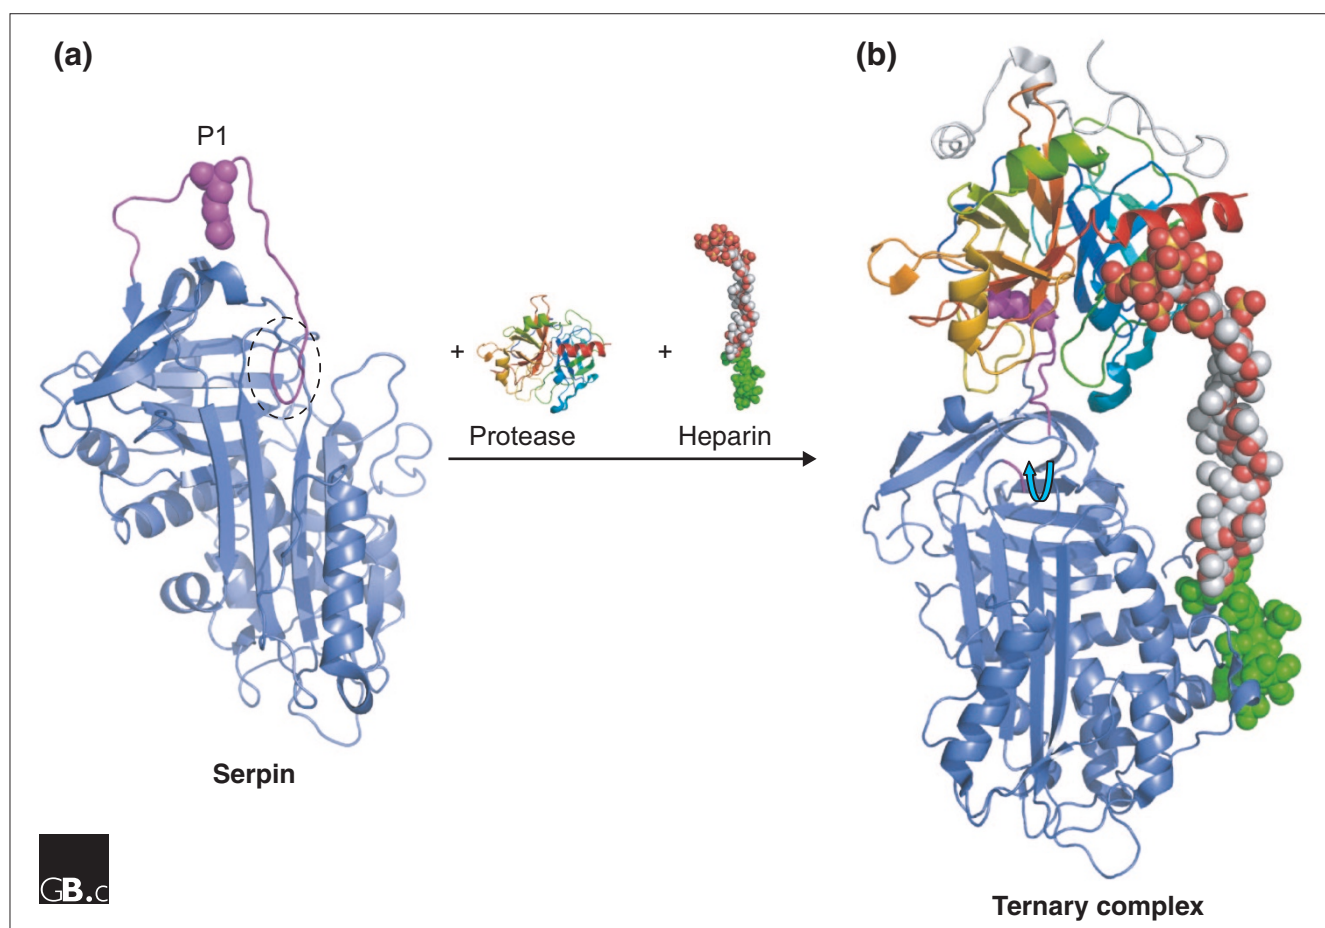 (a)
P1
+
Protease
+
Heparin
Serpin
(b)
Ternary complex
GB.c